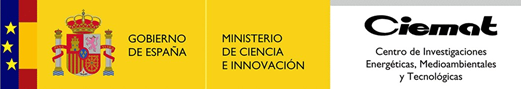 GOBIERNO
DE ESPAÑA
MINISTERIO
DE CIENCIA
E INNOVACIÓN
Ciemat
Centro de Investigaciones
Energéticas, Medioambientales
y Tecnológicas